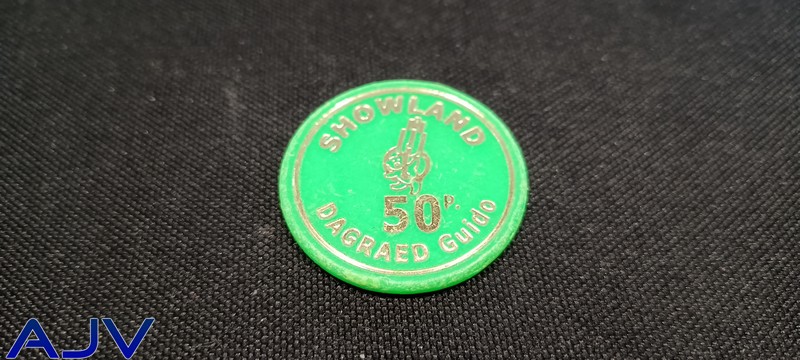 SHOWLAND
50P.
DAGRAED Guido
AJV